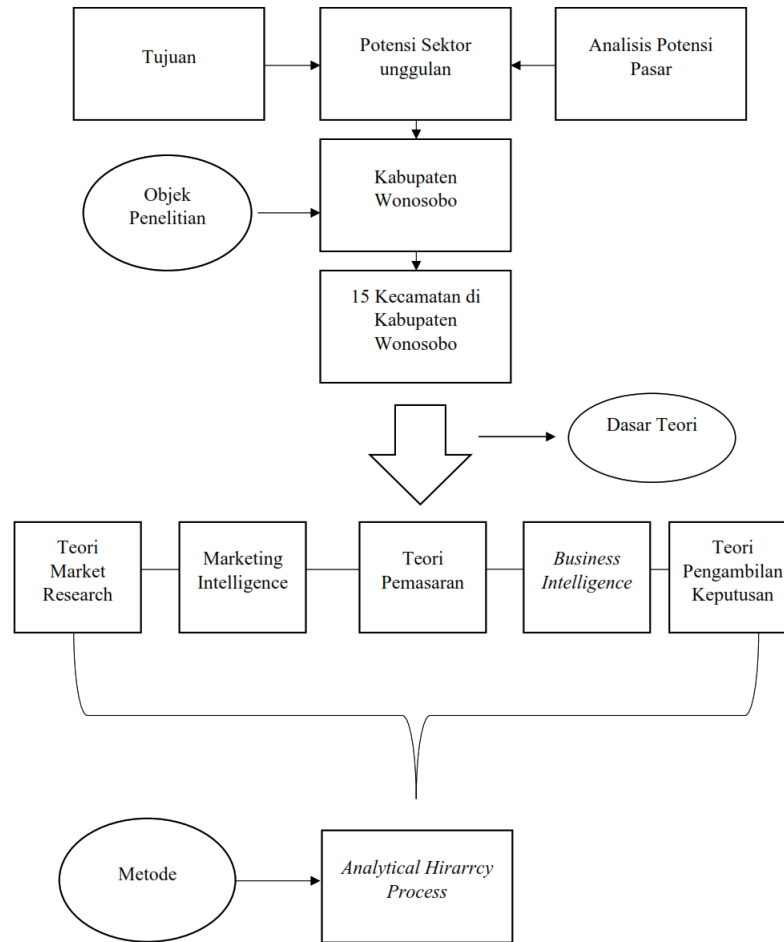 Tujuan
Potensi Sektor
unggulan
Analisis Potensi
Pasar
Objek
Penelitian
Kabupaten
Wonosobo
15 Kecamatan di
Kabupaten
Wonosobo
Dasar Teori
Teori
Market
Research
Marketing
Intelligence
Teori
Pemasaran
Business
Intelligence
Teori
Pengambilan
Keputusan
Metode
Analytical Hirarrcy
Process